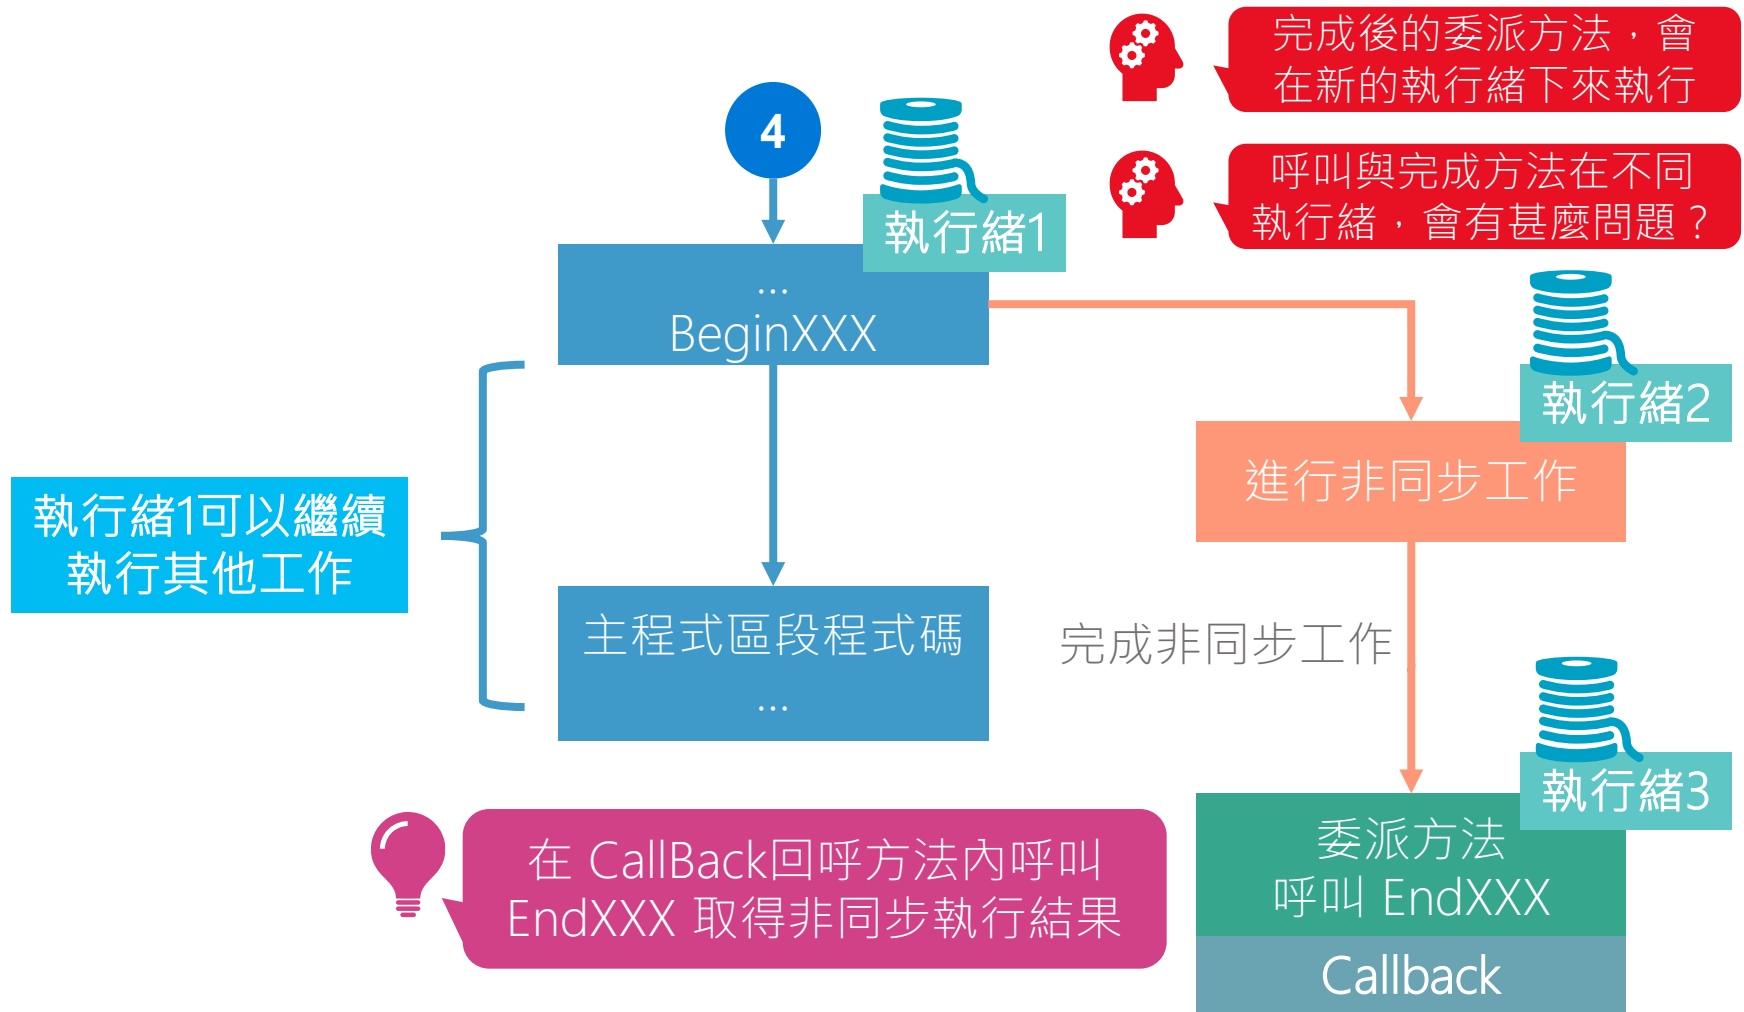 完成後的委派方法，會
在新的執行緒下來執行
4
執行緒1
呼叫與完成方法在不同
執行緒，會有甚麼問題？
...
BeginXXX
執行緒2
進行非同步工作
執行緒1可以繼續
執行其他工作
主程式區段程式碼
...
完成非同步工作
執行緒3
委派方法
呼叫 EndXXX
Callback
在 CallBack回呼方法內呼叫
EndXXX 取得非同步執行結果